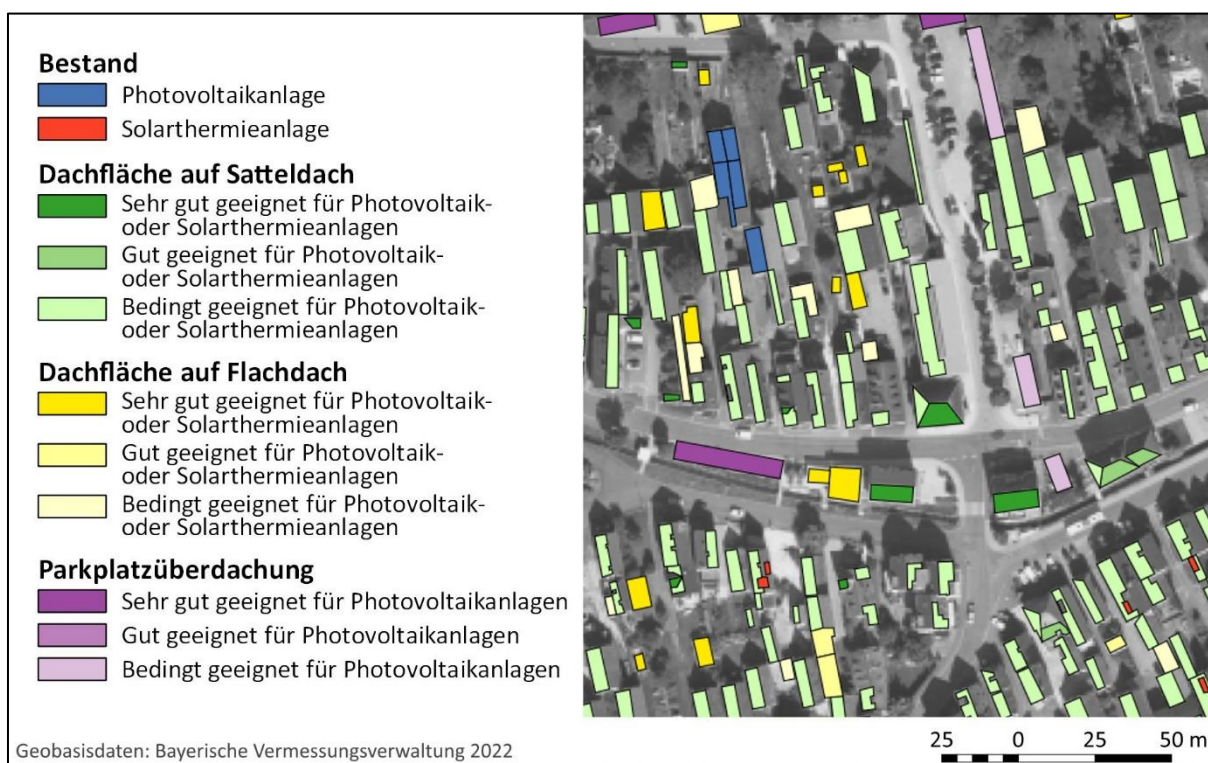 Bestand
Photovoltaikanlage
Solarthermieanlage
Dachfläche auf Satteldach
Sehr gut geeignet für Photovoltaik-
oder Solarthermieanlagen
Gut geeignet für Photovoltaik-
oder Solarthermieanlagen
Bedingt geeignet für Photovoltaik-
oder Solarthermieanlagen
Dachfläche auf Flachdach
Sehr gut geeignet für Photovoltaik-
oder Solarthermieanlagen
Gut geeignet für Photovoltaik-
oder Solarthermieanlagen
Bedingt geeignet für Photovoltaik-
oder Solarthermieanlagen
Parkplatzüberdachung
Sehr gut geeignet für Photovoltaikanlagen
Gut geeignet für Photovoltaikanlagen
Bedingt geeignet für Photovoltaikanlagen
Geobasisdaten: Bayerische Vermessungsverwaltung 2022
25 0 25 50 m